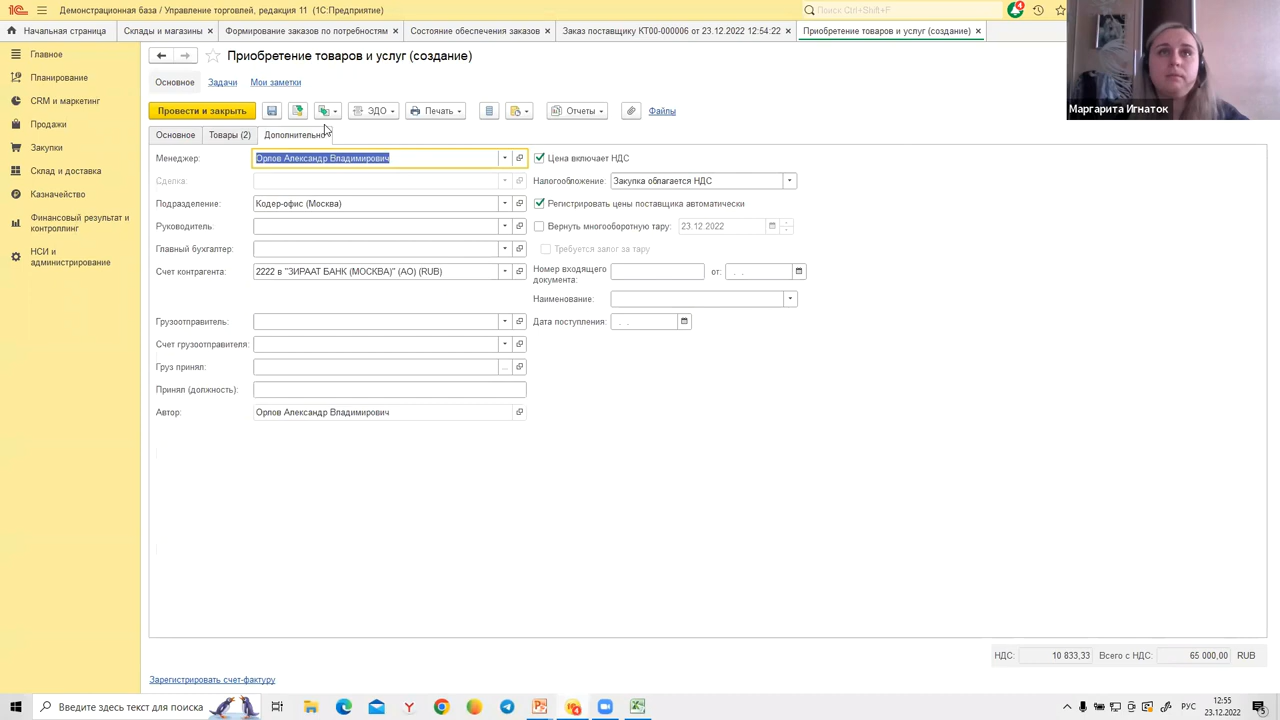 Демонстрационная база / Управление торговли, редакция 11 (1С:Предприятие)
Поиск Ctrl+Shift+F
4
Начальная страница
Склады и магазины ×
Формирование заказов по потребностям ×
Состояние обеспечения заказов ×
Заказ поставщику КТ00-000006 от 23.12.2022 12:54:22 ×
Приобретение товаров и услуг (создание) ×
Маргарита Игнаток
Главное
Планирование
CRM и маркетинг
Продажи
Закупки
Склад и доставка
Казначейство
Финансовый результат и
контроллинг
НСИ и
администрирование
Приобретение товаров и услуг (создание)
Основное
Задачи
Мои заметки
Провести и закрыть
ЭДО
Печать
Отчеты
Файлы
Основное
Товары (2)
Дополнительно
Менеджер: Орлов Александр Владимирович
Цена включает НДС
Сделка:
Налогообложение: Закупка облагается НДС
Подразделение: Кодер-офис (Москва)
Регистрировать цены поставщика автоматически
Руководитель:
Вернуть многооборотную тару: 23.12.2022
Главный бухгалтер:
Требуется залог за тару
Счет контрагента: 2222 в "ЗИРААТ БАНК (МОСКВА)" (АО) (RUB)
Номер входящего
документа:
от: . .
Наименование:
Грузоотправитель:
Дата поступления: . .
Счет грузоотправителя:
Груз принял: ...
Принял (должность):
Автор: Орлов Александр Владимирович
НДС: 10 833,33 Всего с НДС: 65 000,00 RUB
Зарегистрировать счет-фактуру
Введите здесь текст для поиска
РУС
12:55
23.12.2022
5